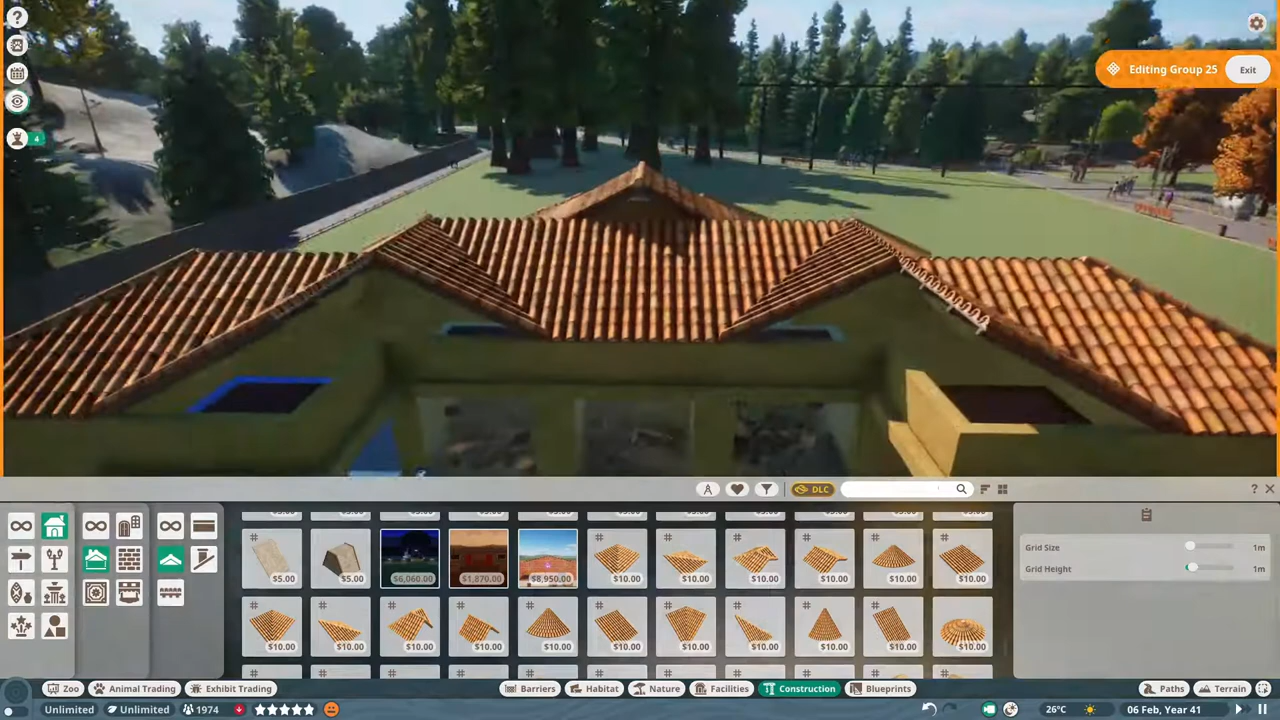 ?
Editing Group 25
Exit
4
DLC
? ×
$5.00 $5.00 $6,060.00 $1,870.00 $8,950.00 $10.00 $10.00 $10.00 $10.00 $10.00 $10.00
$10.00 $10.00 $10.00 $10.00 $10.00 $10.00 $10.00 $10.00 $10.00 $10.00 $10.00
Grid Size 1m
Grid Height 1m
Zoo Animal Trading Exhibit Trading Barriers Habitat Nature Facilities Construction Blueprints Paths Terrain
Unlimited Unlimited 1974 26°C 06 Feb, Year 41